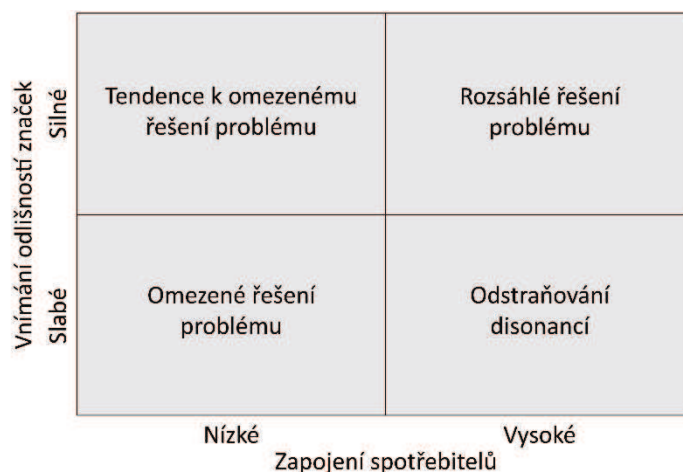 Vnímání odlišností značek
Silné
Tendence k omezenému
řešení problému
Rozsáhlé řešení
problému
Slabé
Omezené řešení
problému
Odstraňování
disonancí
Nízké
Vysoké
Zapojení spotřebitelů